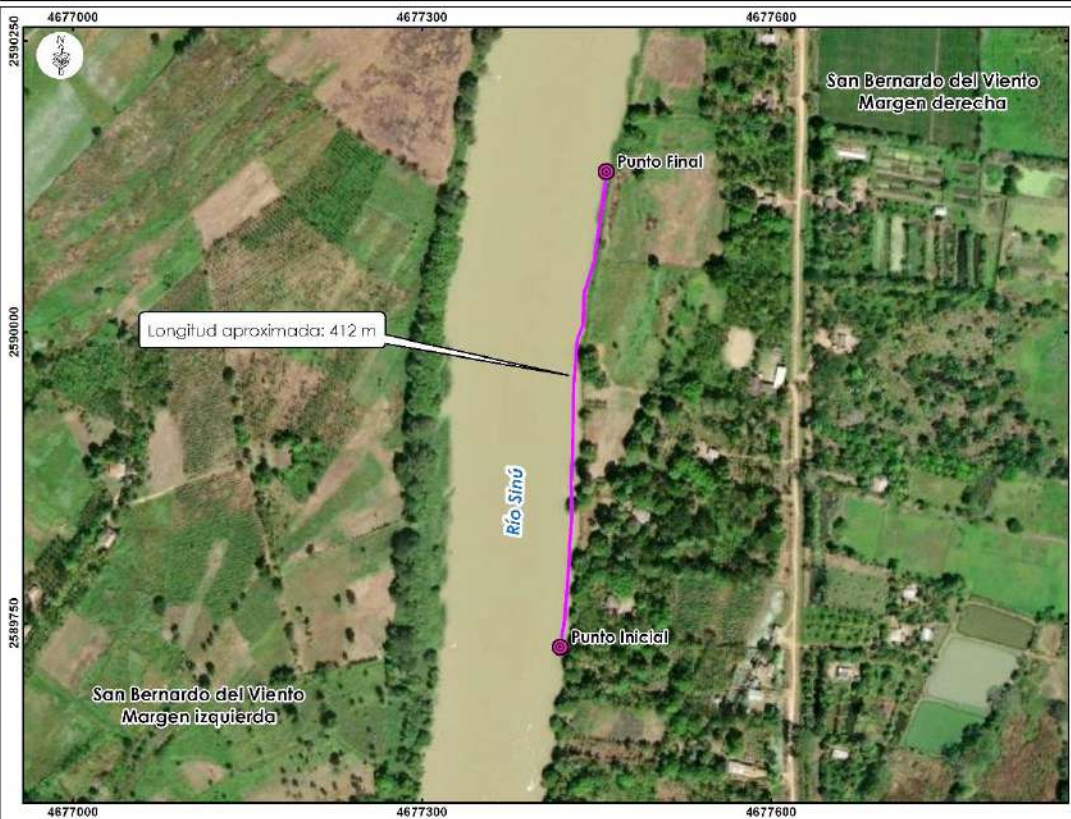 4677000
4677300
4677600
2590250
San Bernardo del Viento
Margen derecha
Punto Final
2590000
Longitud aproximada: 412 m
Río Sinú
2589750
Punto Inicial
San Bernardo del Viento
Margen izquierda
4677000
4677300
4677600